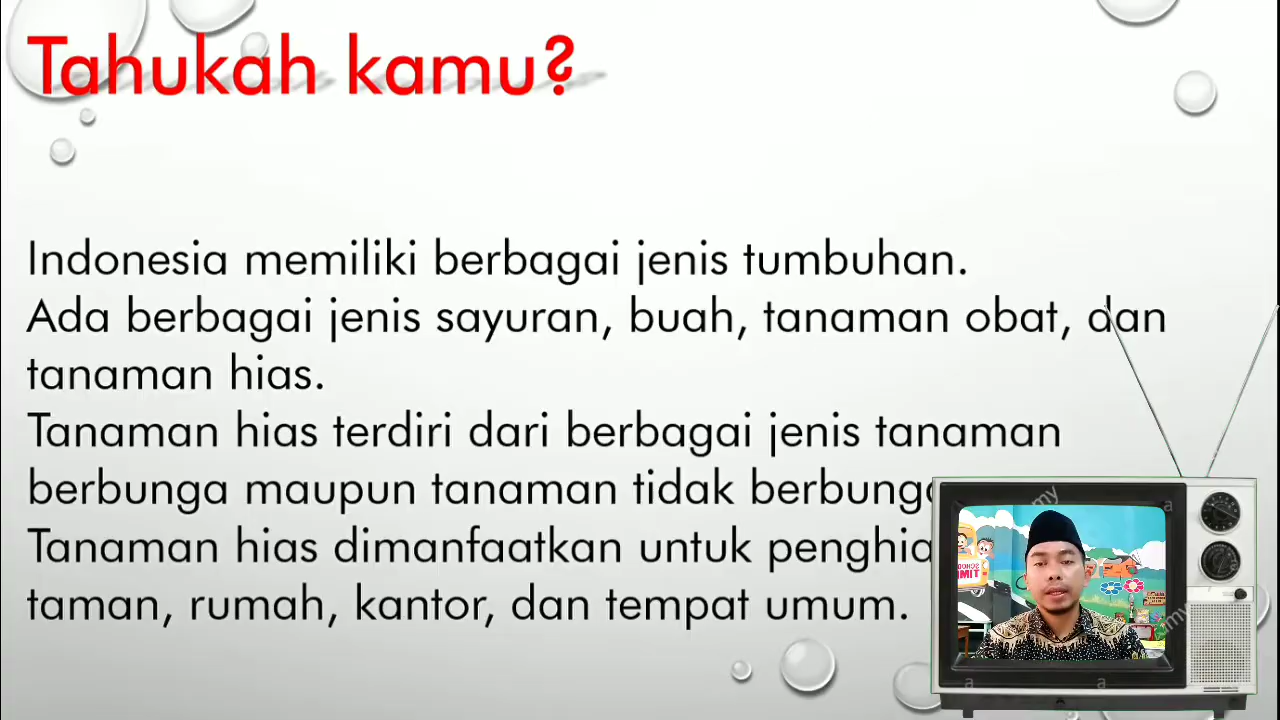 Tahukah kamu?
Indonesia memiliki berbagai jenis tumbuhan.
Ada berbagai jenis sayuran, buah, tanaman obat, dan
tanaman hias.
Tanaman hias terdiri dari berbagai jenis tanaman
berbunga maupun tanaman tidak
Tanaman hias dimanfaatkan untuk
taman, rumah, kantor, dan tempat umum.